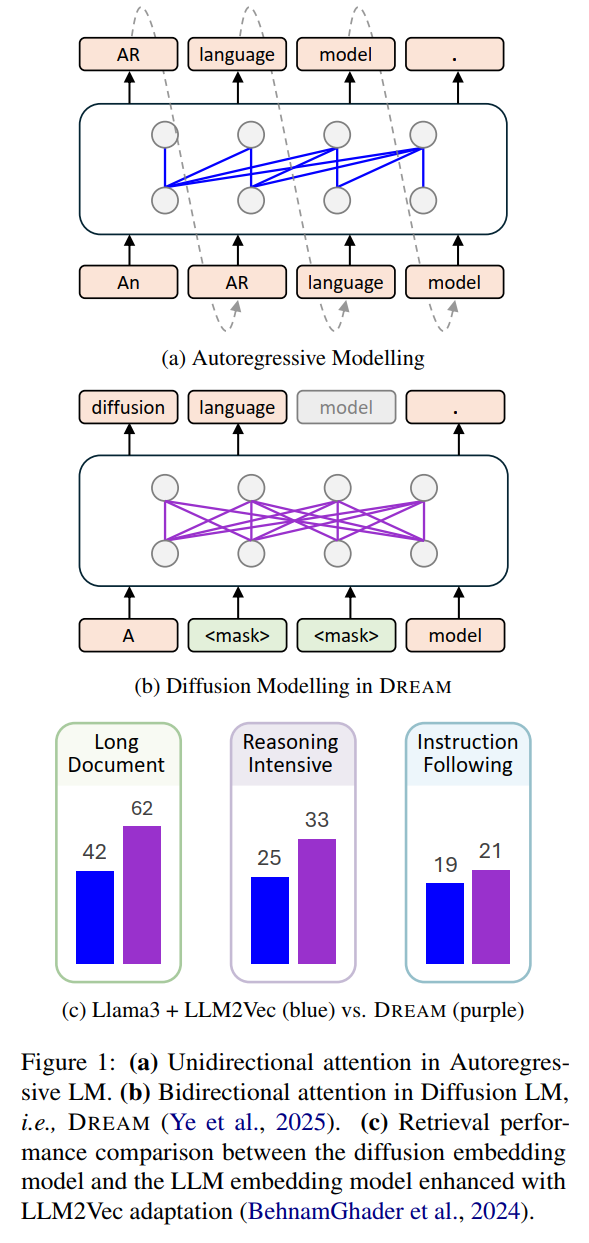 AR language model .
An AR language model
(a) Autoregressive Modelling
diffusion language model .
A <mask> <mask> model
(b) Diffusion Modelling in DREAM
Long Document
Reasoning Intensive
Instruction Following
42 62
25 33
19 21
(c) Llama3 + LLM2Vec (blue) vs. DREAM (purple)
Figure 1: (a) Unidirectional attention in Autoregres-
sive LM. (b) Bidirectional attention in Diffusion LM,
i.e., DREAM (Ye et al., 2025). (c) Retrieval perfor-
mance comparison between the diffusion embedding
model and the LLM embedding model enhanced with
LLM2Vec adaptation (BehnamGhader et al., 2024).